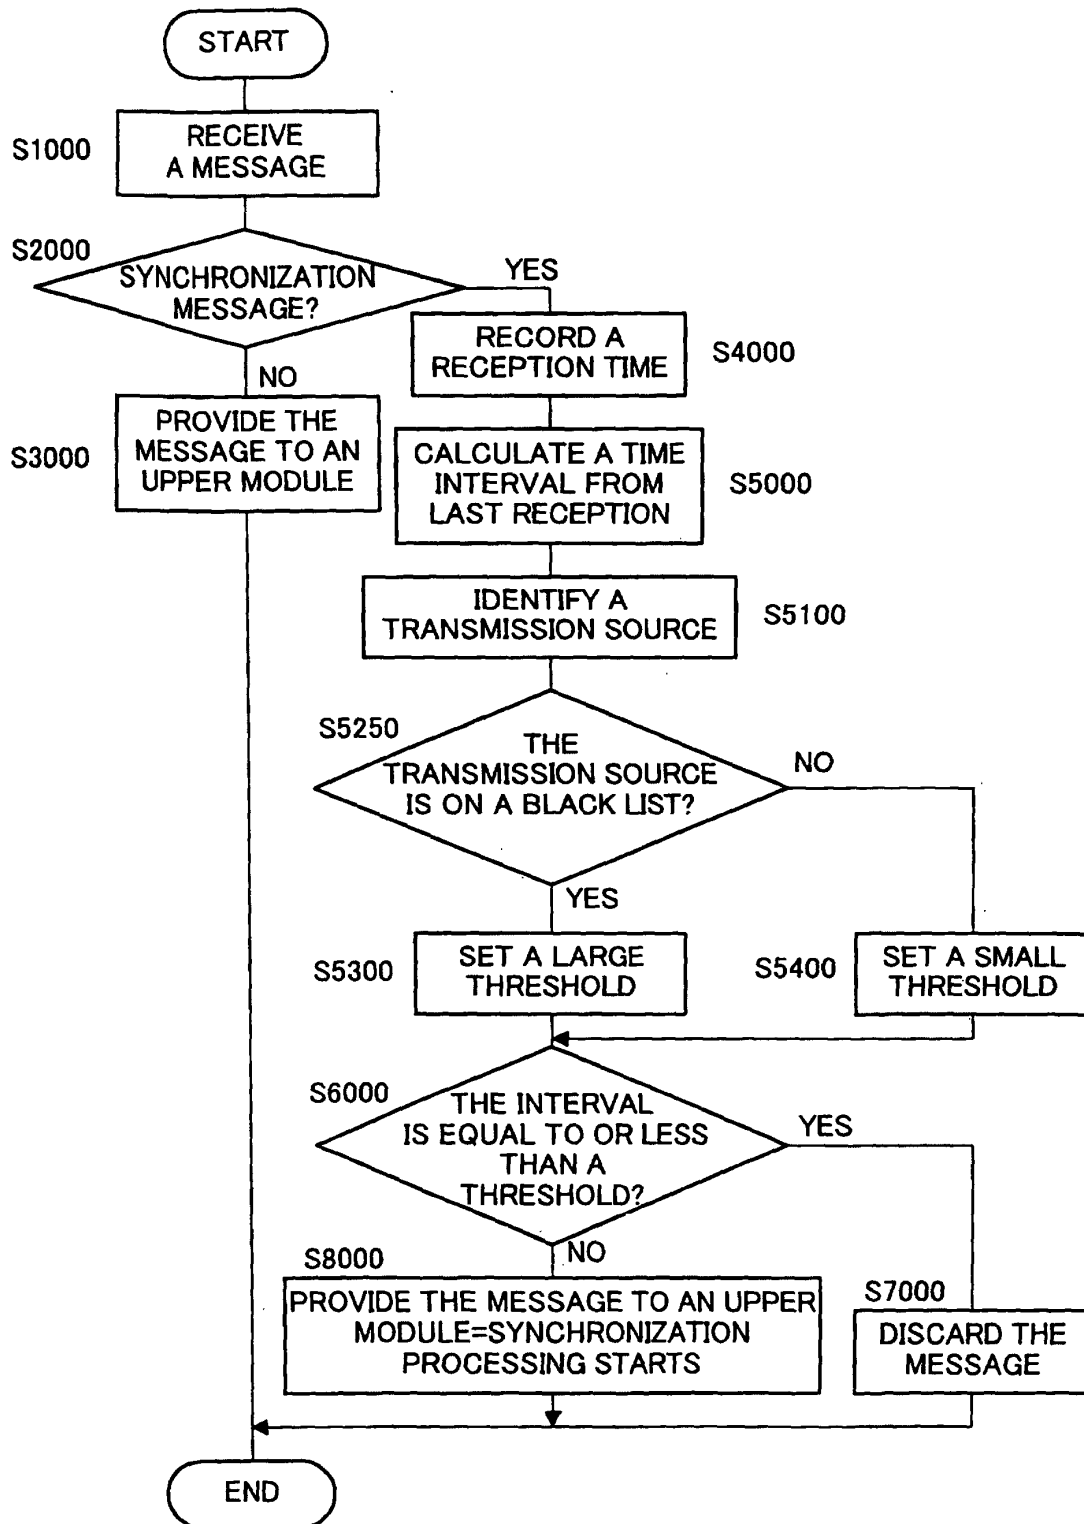 START
S1000
RECEIVE
A MESSAGE
S2000
SYNCHRONIZATION
MESSAGE?
YES
NO
RECORD A
RECEPTION TIME
S4000
S3000
PROVIDE THE
MESSAGE TO AN
UPPER MODULE
CALCULATE A TIME
INTERVAL FROM
LAST RECEPTION
S5000
IDENTIFY A
TRANSMISSION SOURCE
S5100
S5250
THE
TRANSMISSION SOURCE
IS ON A BLACK LIST?
NO
YES
S5300
SET A LARGE
THRESHOLD
S5400
SET A SMALL
THRESHOLD
S6000
THE INTERVAL
IS EQUAL TO OR LESS
THAN A
THRESHOLD?
YES
NO
S8000
PROVIDE THE MESSAGE TO AN UPPER
MODULE=SYNCHRONIZATION
PROCESSING STARTS
S7000
DISCARD THE
MESSAGE
END